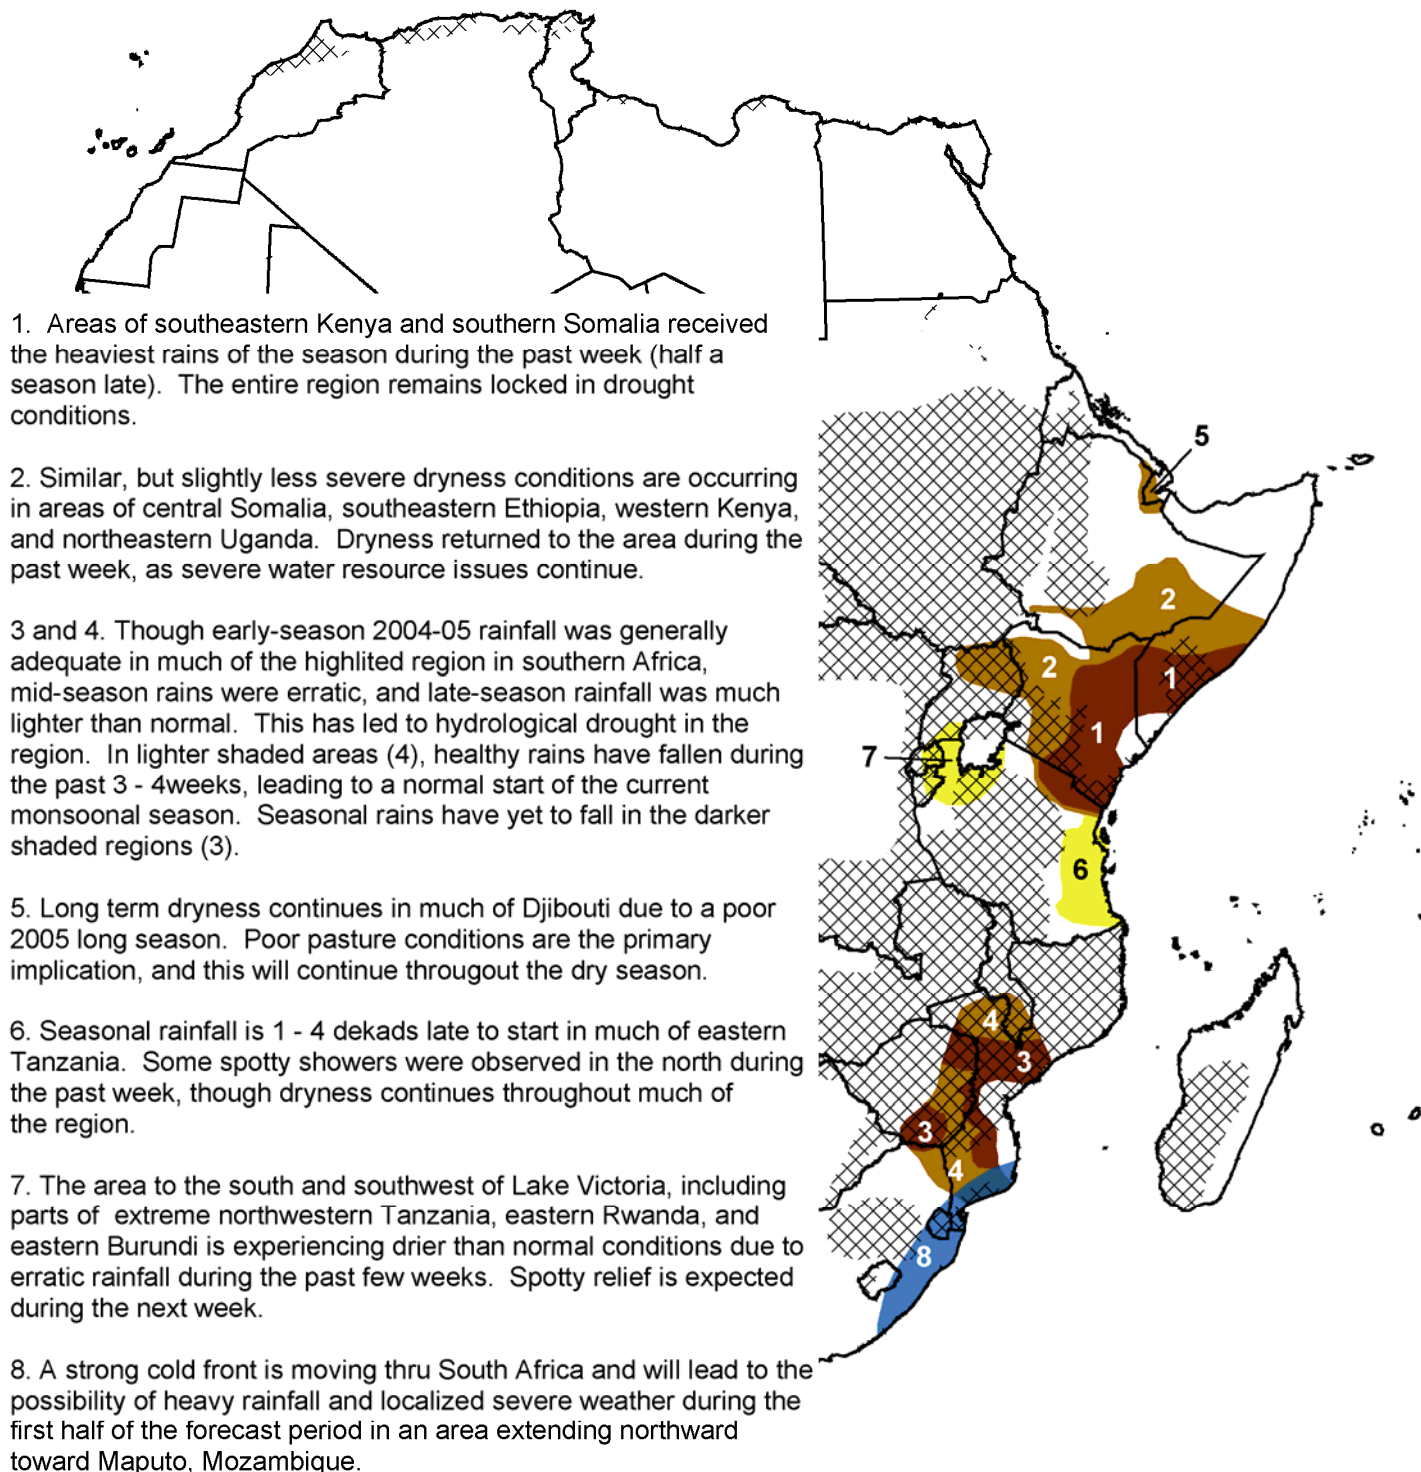 1.  Areas of southeastern Kenya and southern Somalia received
the heaviest rains of the season during the past week (half a
season late).  The entire region remains locked in drought
conditions.
2. Similar, but slightly less severe dryness conditions are occurring
in areas of central Somalia, southeastern Ethiopia, western Kenya,
and northeastern Uganda.  Dryness returned to the area during the
past week, as severe water resource issues continue.
3 and 4. Though early-season 2004-05 rainfall was generally
adequate in much of the highlited region in southern Africa,
mid-season rains were erratic, and late-season rainfall was much
lighter than normal.  This has led to hydrological drought in the
region.  In lighter shaded areas (4), healthy rains have fallen during
the past 3 - 4weeks, leading to a normal start of the current
monsoonal season.  Seasonal rains have yet to fall in the darker
shaded regions (3).
5. Long term dryness continues in much of Djibouti due to a poor
2005 long season.  Poor pasture conditions are the primary
implication, and this will continue througout the dry season.
6. Seasonal rainfall is 1 - 4 dekads late to start in much of eastern
Tanzania.  Some spotty showers were observed in the north during
the past week, though dryness continues throughout much of
the region.
7. The area to the south and southwest of Lake Victoria, including
parts of  extreme northwestern Tanzania, eastern Rwanda, and
eastern Burundi is experiencing drier than normal conditions due to
erratic rainfall during the past few weeks.  Spotty relief is expected
during the next week.
8. A strong cold front is moving thru South Africa and will lead to the
possibility of heavy rainfall and localized severe weather during the
first half of the forecast period in an area extending northward
toward Maputo, Mozambique.
5
2
2
1
1
7
6
4
3
3
4
8